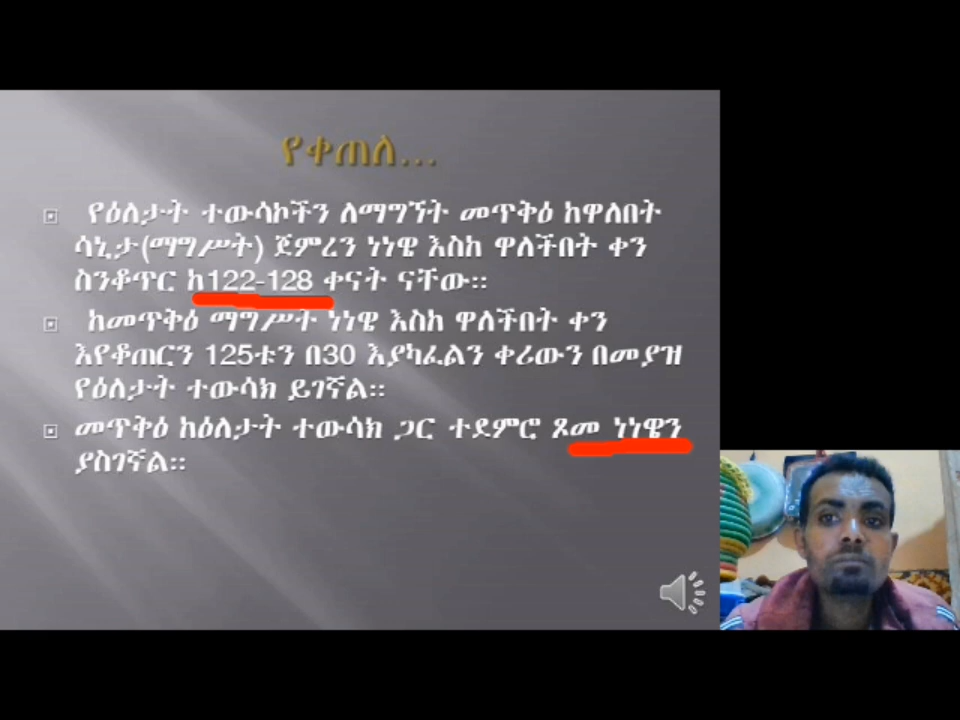 የቀጠለ...
የዕለታት ተውሳኮችን ለማግኘት መጥቅዕ ከዋለበት
ሳኒታ(ማግሥት) ጀምረን ነነዌ እስከ ዋለችበት ቀን
ስንቆጥር ከ122-128 ቀናት ናቸው።
ከመጥቅዕ ማግሥት ነነዌ እስከ ዋለችበት ቀን
እየቆጠርን 125ቱን በ30 እያካፈልን ቀሪውን በመያዝ
የዕለታት ተውሳክ ይገኛል።
መጥቅዕ ከዕለታት ተውሳክ ጋር ተደምሮ ጾመ ነነዌን
ያስገኛል።